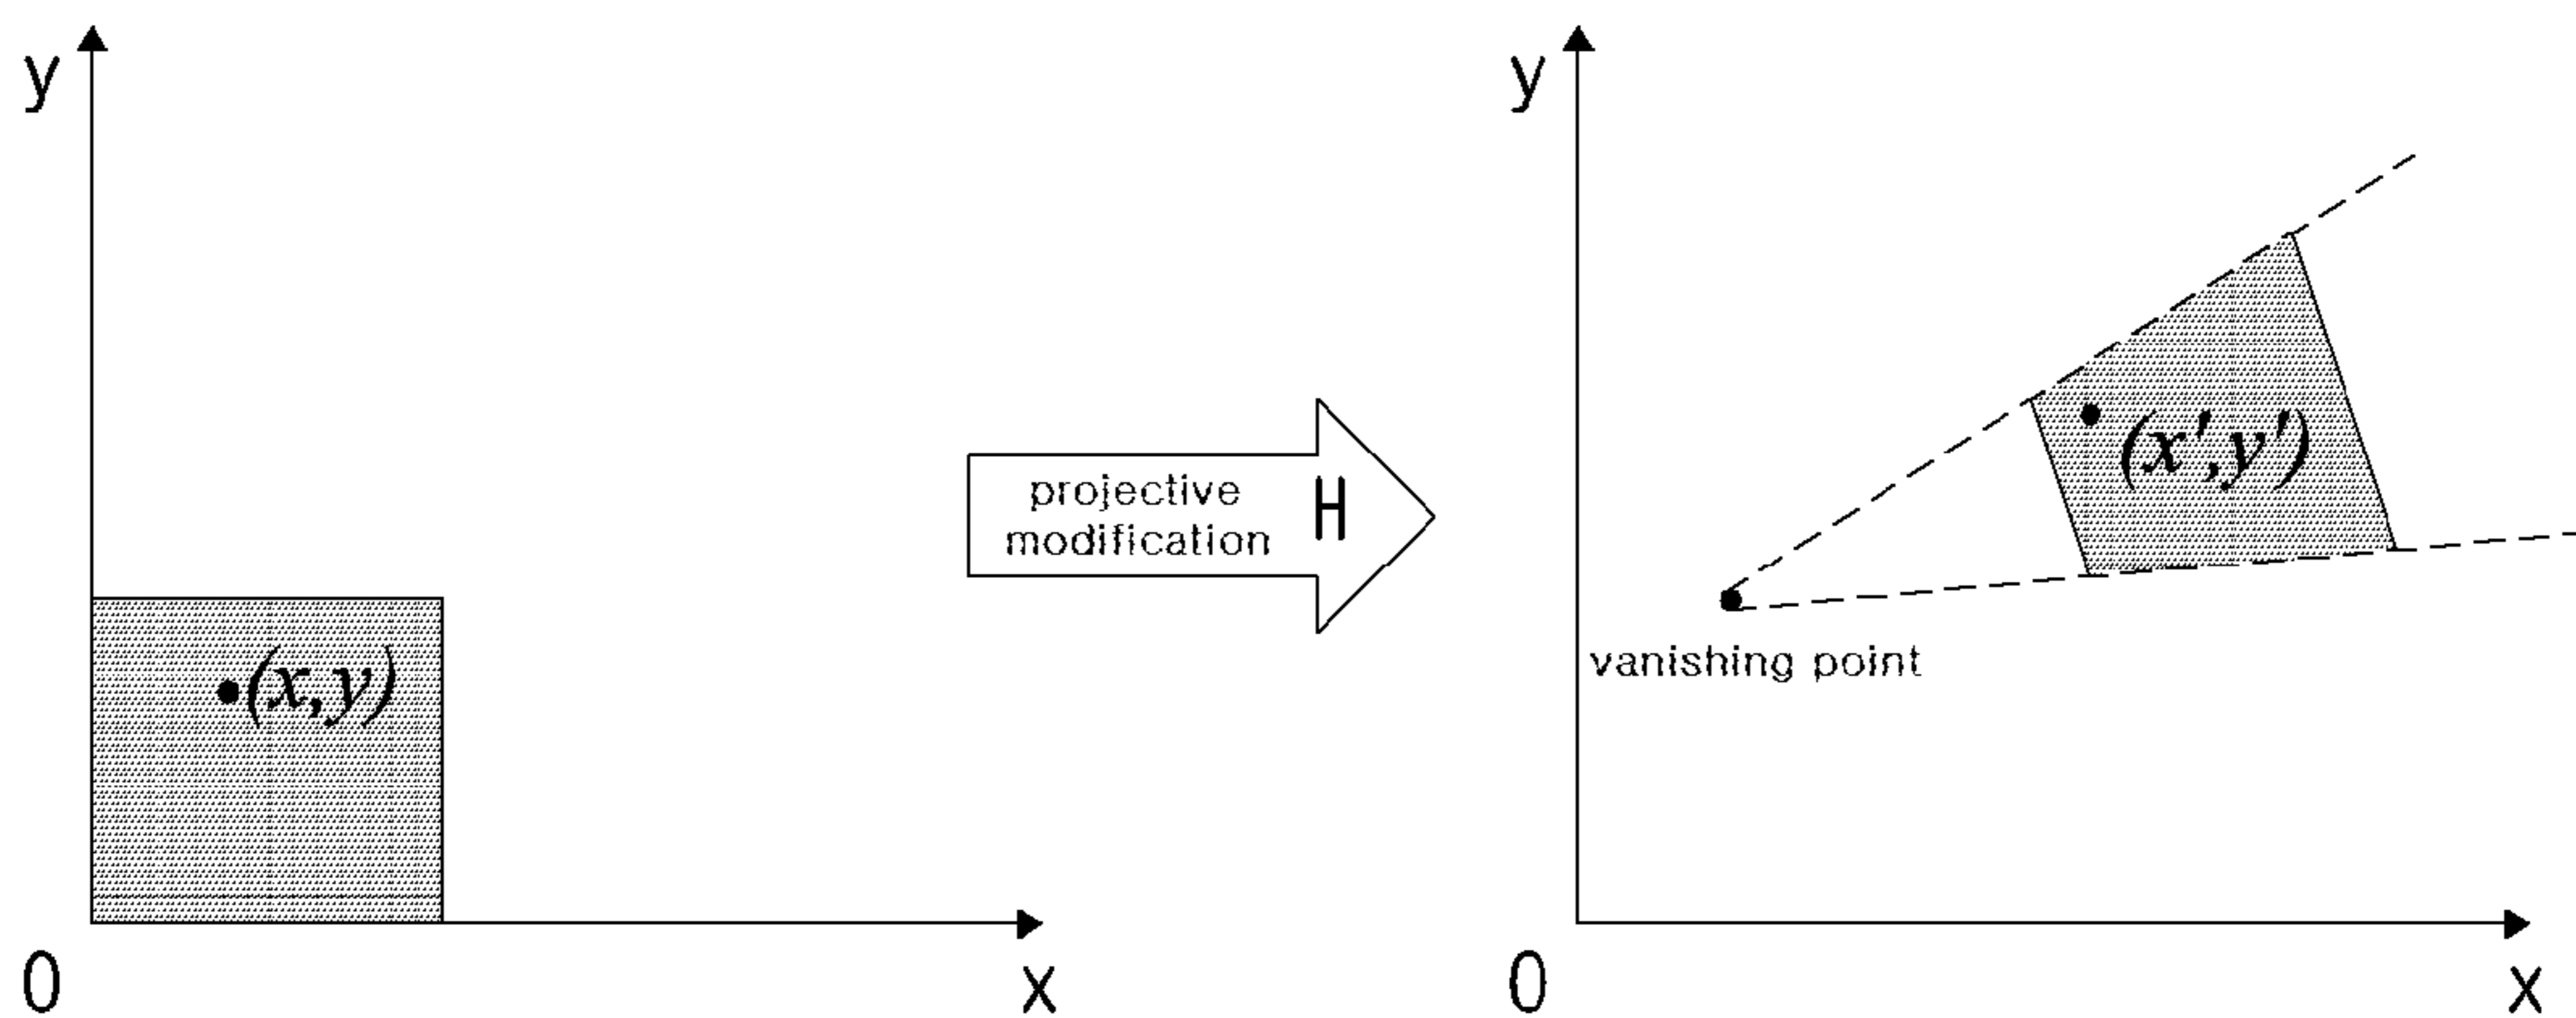 y
(x,y)
0
x
projective
modification
H
y
(x',y')
vanishing point
0
x